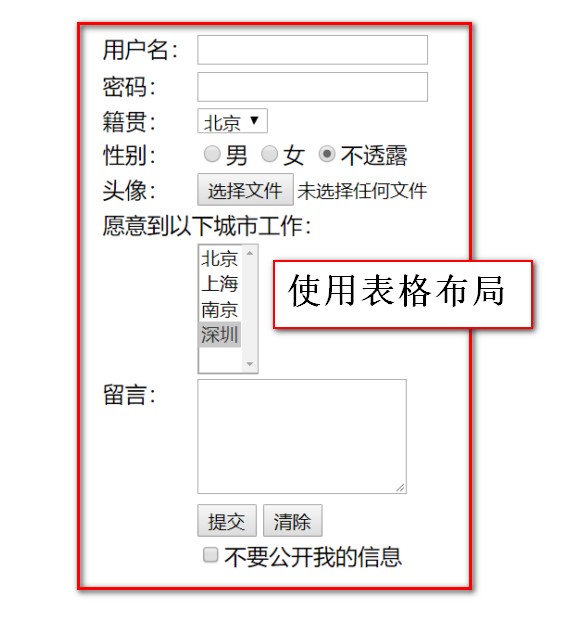 用户名：
密码：
籍贯： 北京
性别： 男 女 不透露
头像： 选择文件 未选择任何文件
愿意到以下城市工作：
北京
上海
南京
深圳
使用表格布局
留言：
提交 清除
不要公开我的信息